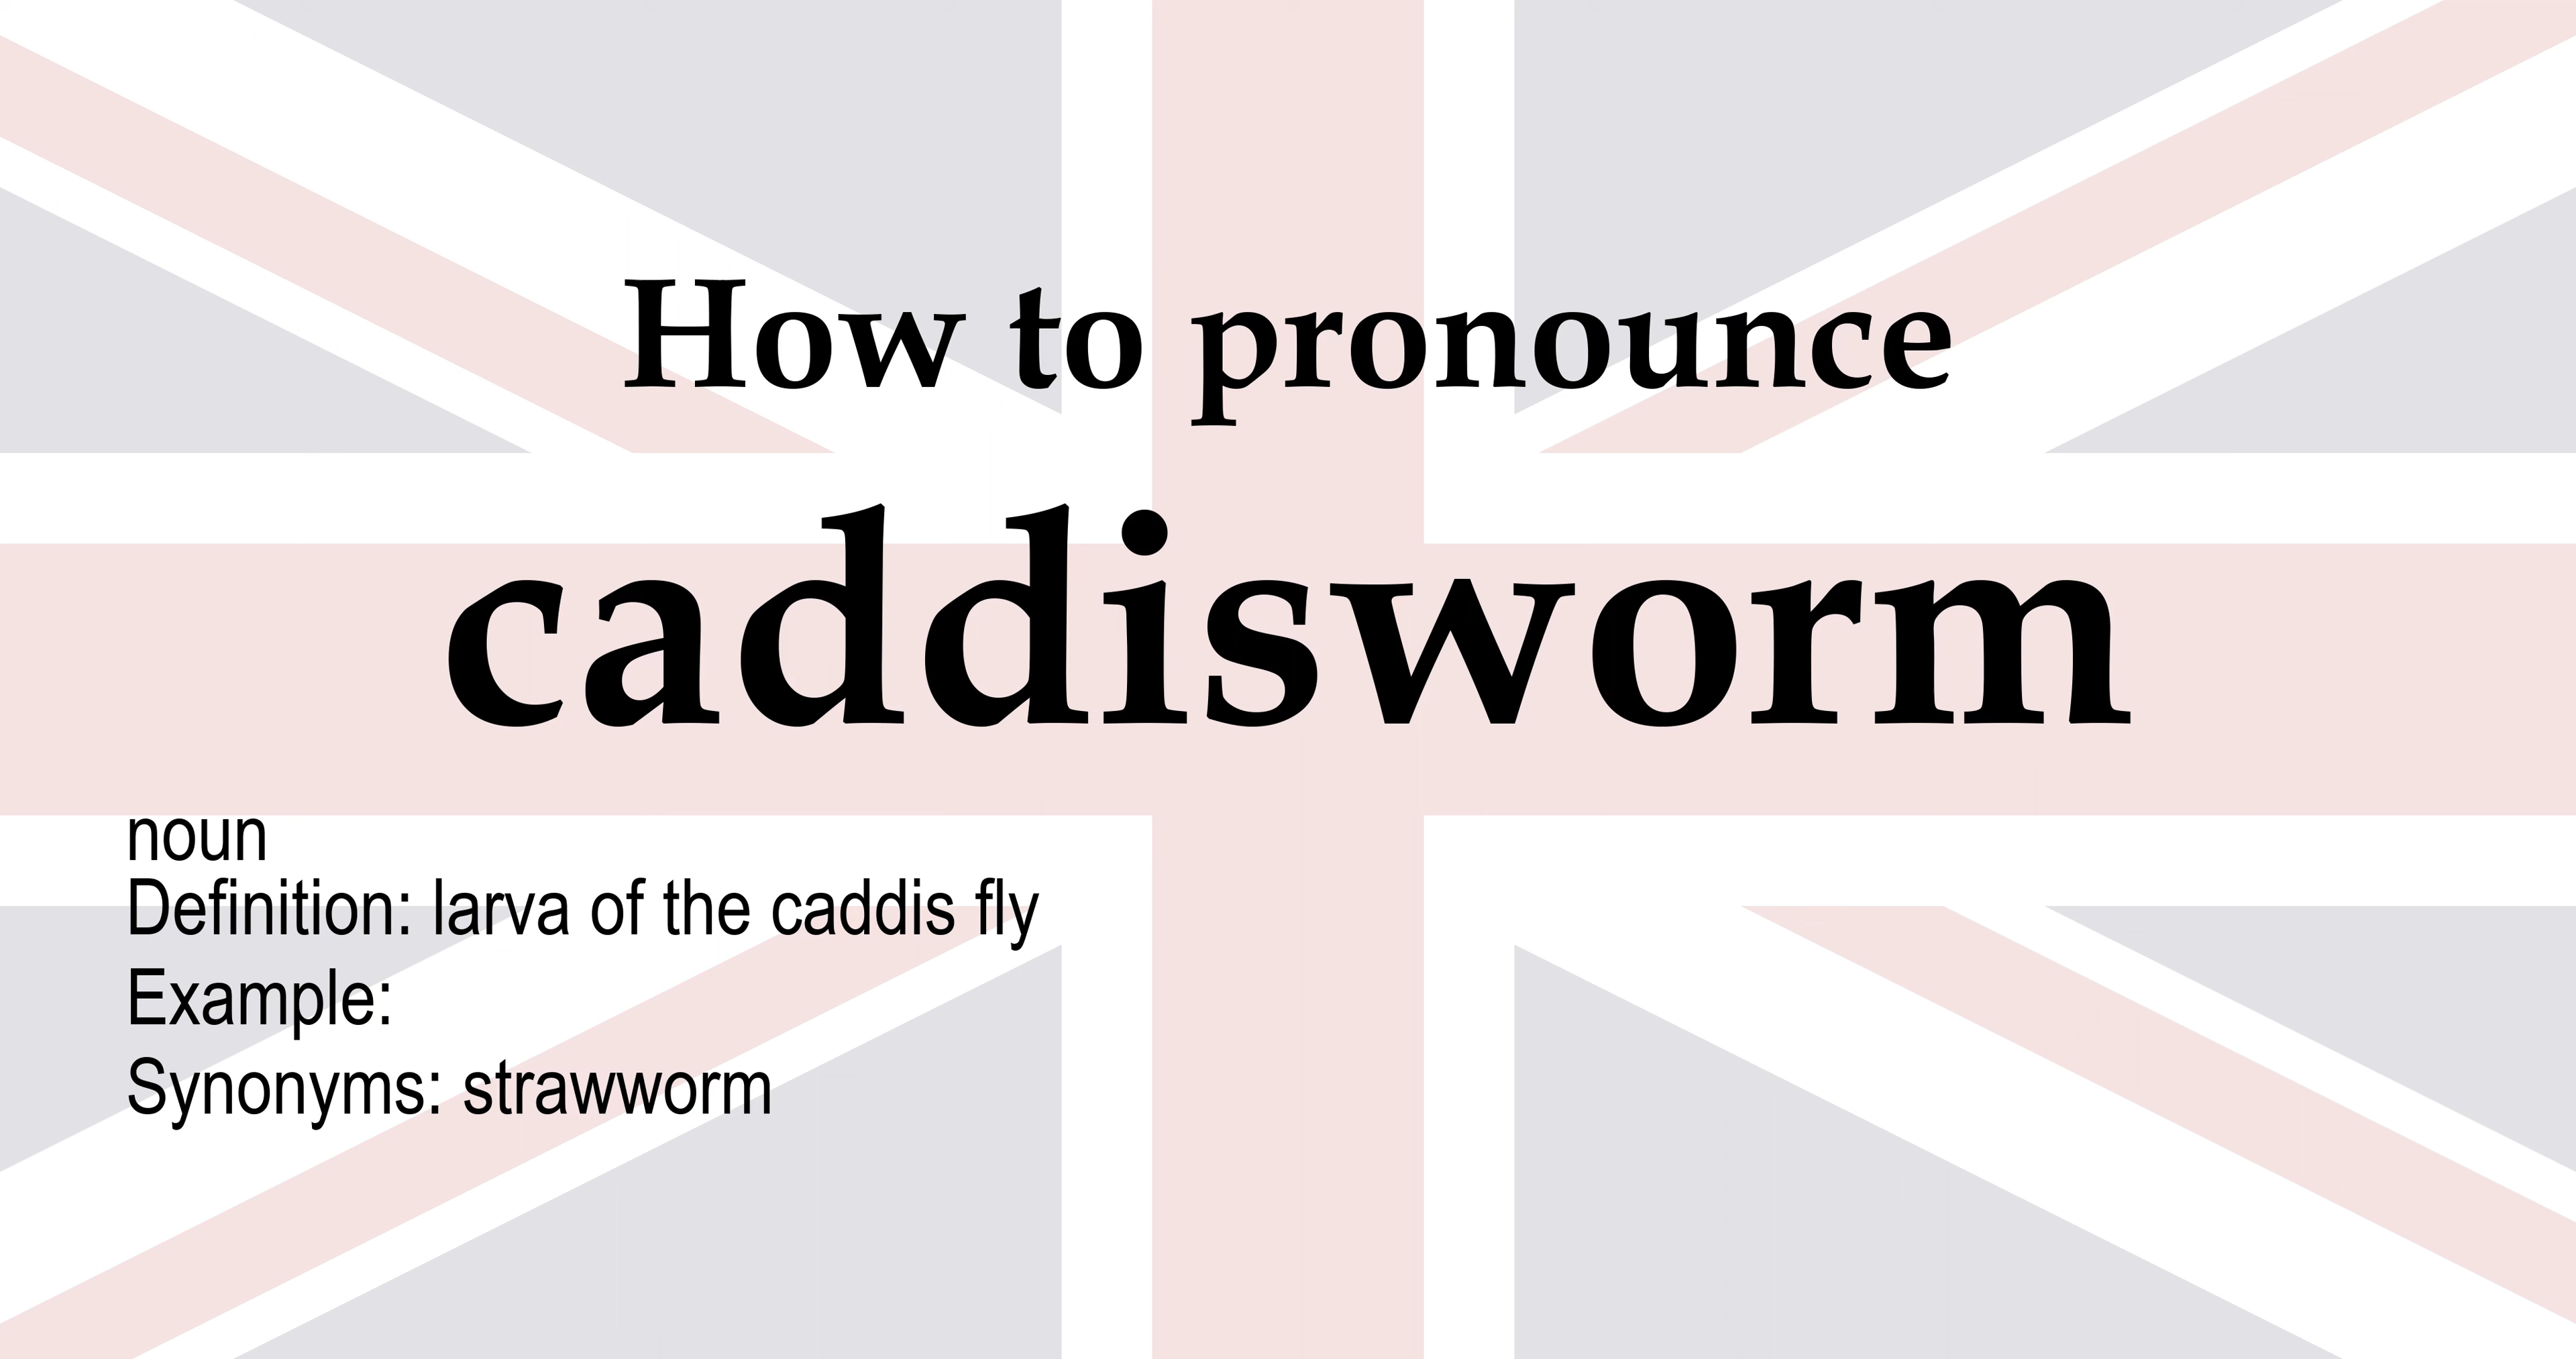 How to pronounce
caddisworm
noun
Definition: larva of the caddis fly
Example:
Synonyms: strawworm